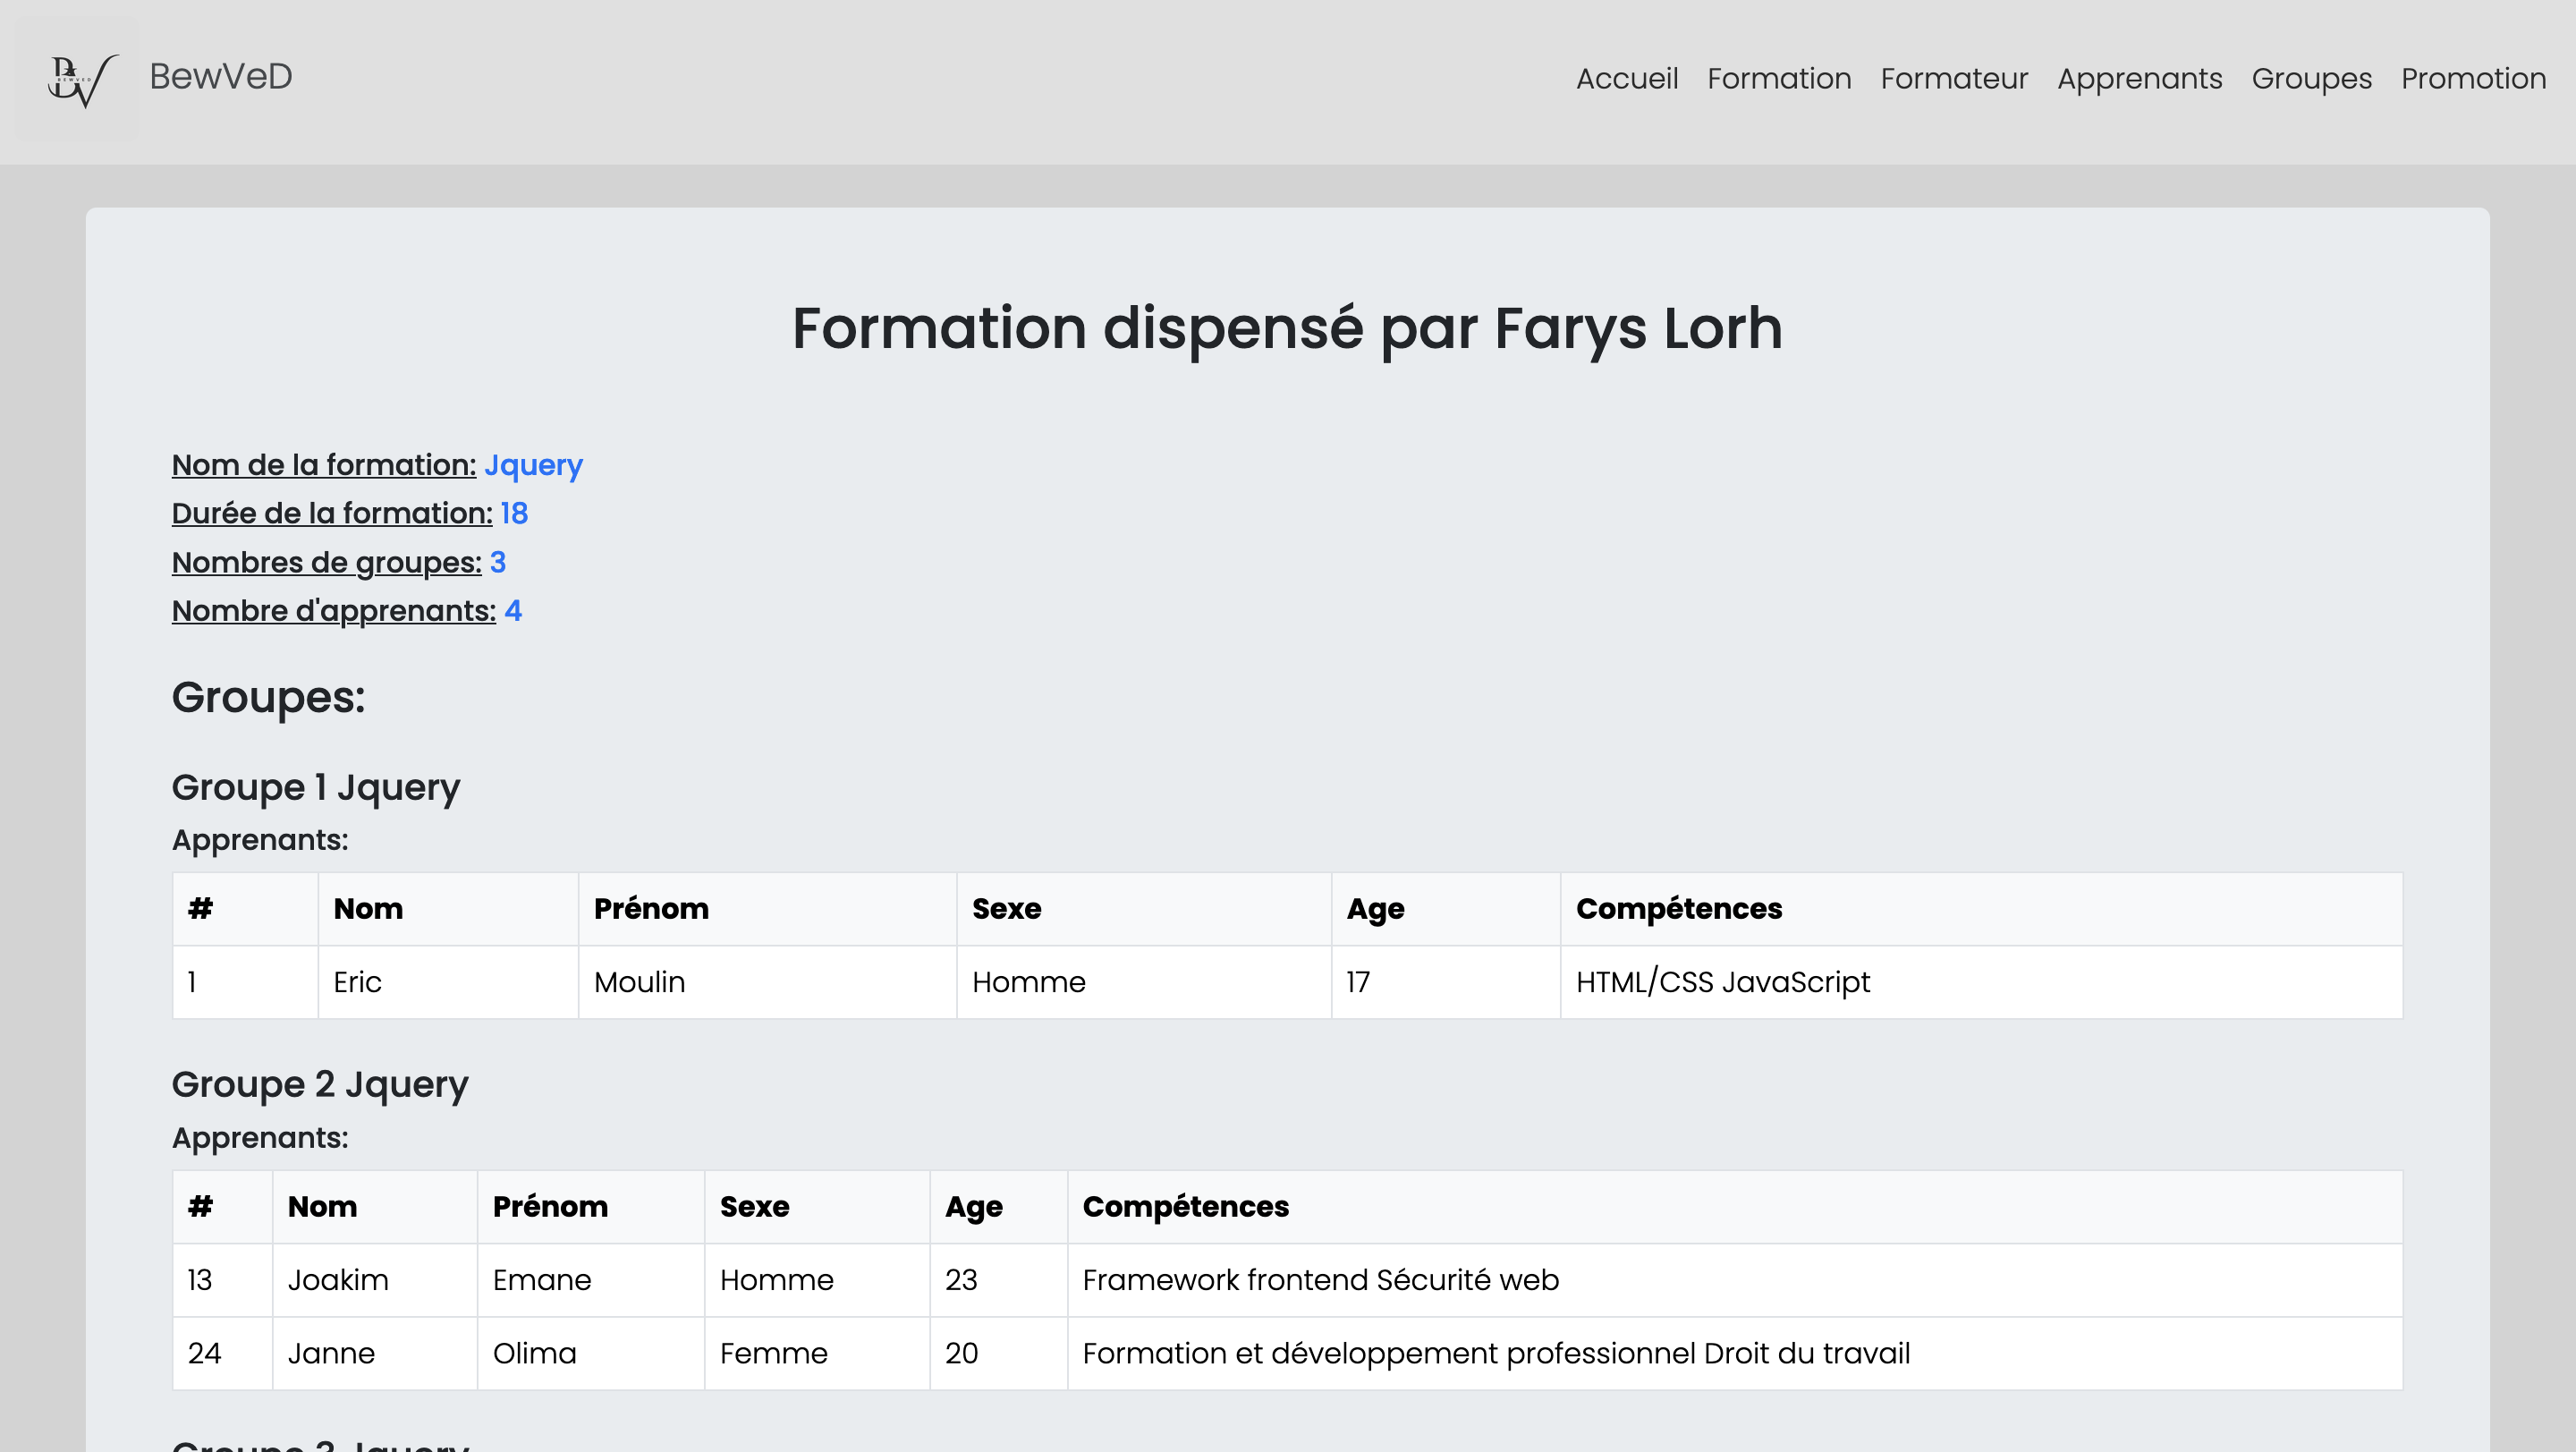 BEWVED
BewVeD
Accueil Formation Formateur Apprenants Groupes Promotion
Formation dispensé par Farys Lorh
Nom de la formation: Jquery
Durée de la formation: 18
Nombres de groupes: 3
Nombre d'apprenants: 4
Groupes:
Groupe 1 Jquery
Apprenants:
# Nom Prénom Sexe Age Compétences
1 Eric Moulin Homme 17 HTML/CSS JavaScript
Groupe 2 Jquery
Apprenants:
# Nom Prénom Sexe Age Compétences
13 Joakim Emane Homme 23 Framework frontend Sécurité web
24 Janne Olima Femme 20 Formation et développement professionnel Droit du travail
Groupe 3 Jquery